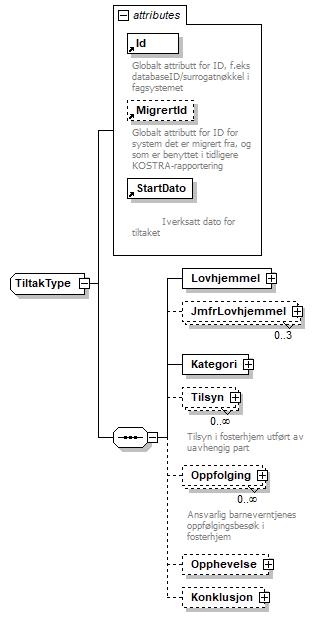 attributes
Id
Globalt attributt for ID, f.eks
databaseID/surrogatnøkkel i
fagsystemet
MigrertId
Globalt attributt for ID for
system det er migrert fra, og
som er benyttet i tidligere
KOSTRA-rapportering
StartDato
Iverksatt dato for
tiltaket
TiltakType
Lovhjemmel
JmfrLovhjemmel
0..3
Kategori
Tilsyn
0..∞
Tilsyn i fosterhjem utført av
uavhengig part
Oppfolging
0..∞
Ansvarlig barneverntjenes
oppfølgingsbesøk i
fosterhjem
Opphevelse
Konklusjon